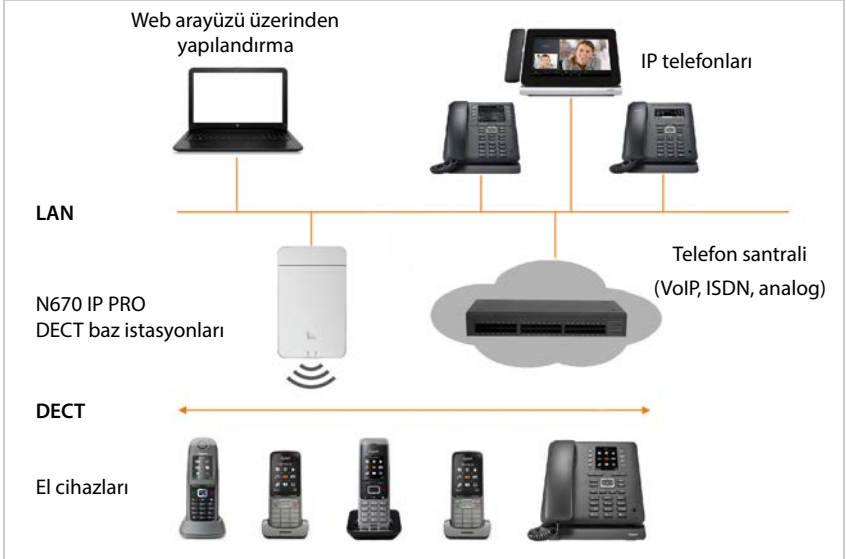 Web arayüzü üzerinden
yapılandırma
IP telefonları
LAN
Telefon santrali
(VoIP, ISDN, analog)
N670 IP PRO
DECT baz istasyonları
DECT
El cihazları